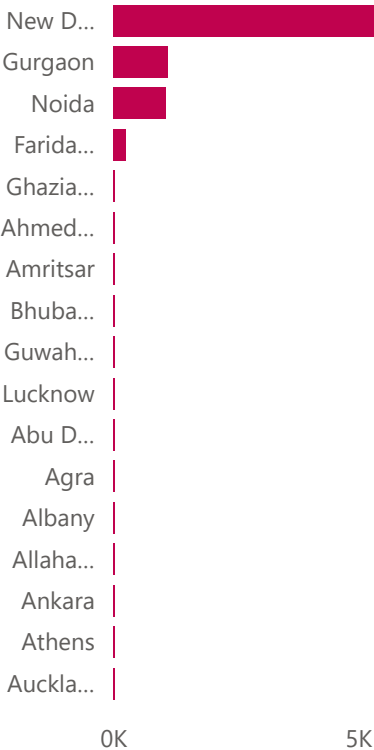 New D...
Gurgaon
Noida
Farida...
Ghazia...
Ahmed...
Amritsar
Bhuba...
Guwah...
Lucknow
Abu D...
Agra
Albany
Allaha...
Ankara
Athens
Auckla...
0K 5K